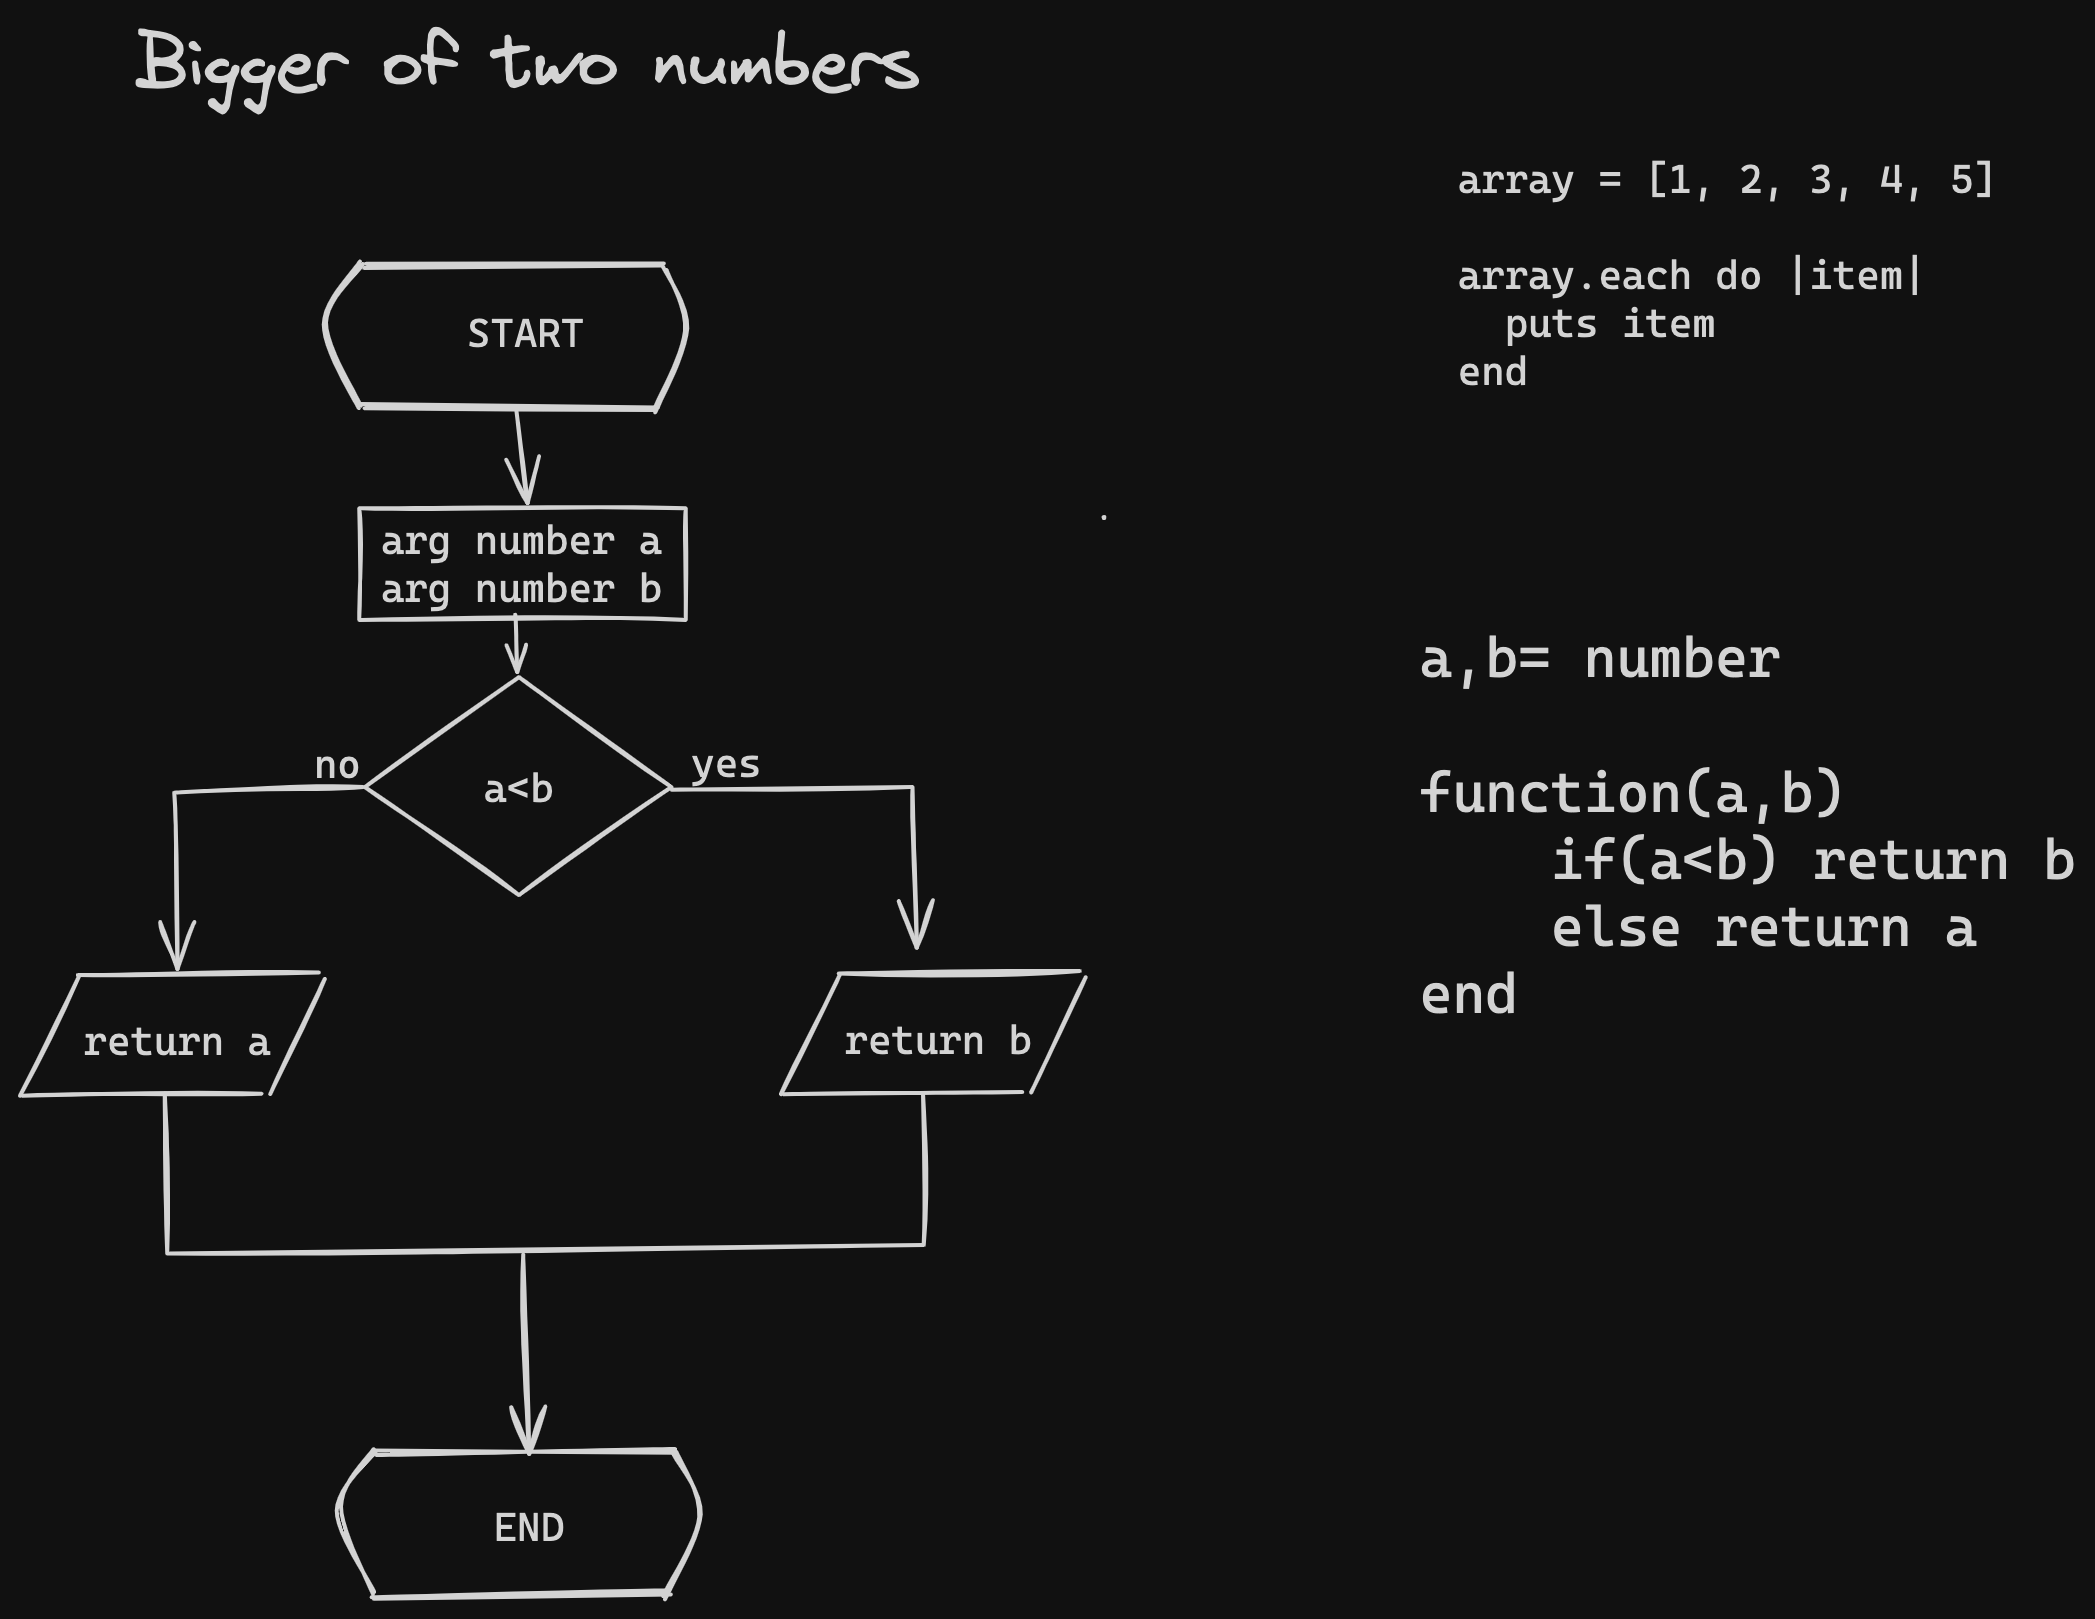 Bigger of two numbers
START
arg number a
arg number b
a<b
no
yes
return a
return b
END
array = [1, 2, 3, 4, 5]
array.each do |item|
  puts item
end
a,b= number
function(a,b)
    if(a<b) return b
    else return a
end